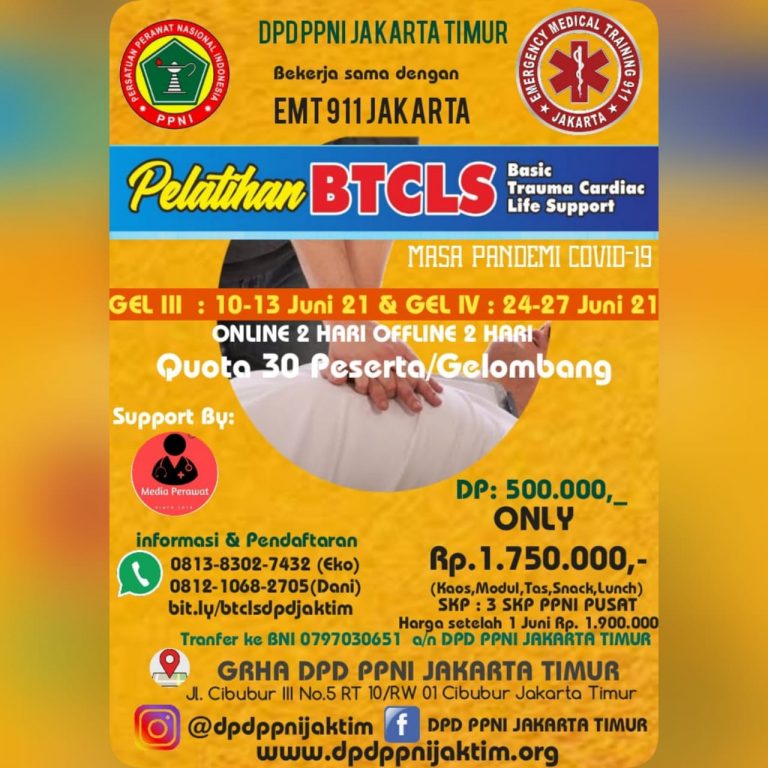 DPD PPNI JAKARTA TIMUR
Bekerja sama dengan
EMT 911 JAKARTA
PERSATUAN PERAWAT NASIONAL INDONESIA
PPNI
EMERGENCY MEDICAL TRAINING 911
JAKARTA
Pelatihan BTCLS
Basic
Trauma Cardiac
Life Support
MASA PANDEMI COVID-19
GEL III : 10-13 Juni 21 & GEL IV : 24-27 Juni 21
ONLINE 2 HARI OFFLINE 2 HARI
Quota 30 Peserta/Gelombang
Support By:
Media Perawat
DP: 500.000,_
ONLY
Rp.1.750.000,-
(Kaos,Modul,Tas,Snack,Lunch)
SKP : 3 SKP PPNI PUSAT
Harga setelah 1 Juni Rp. 1.900.000
informasi & Pendaftaran
0813-8302-7432 (Eko)
0812-1068-2705(Dani)
bit.ly/btclsdpdjaktim
Tranfer ke BNI 0797030651 a/n DPD PPNI JAKARTA TIMUR
GRHA DPD PPNI JAKARTA TIMUR
Jl. Cibubur III No.5 RT 10/RW 01 Cibubur Jakarta Timur
@dpdppnijaktim
DPD PPNI JAKARTA TIMUR
www.dpdppnijaktim.org